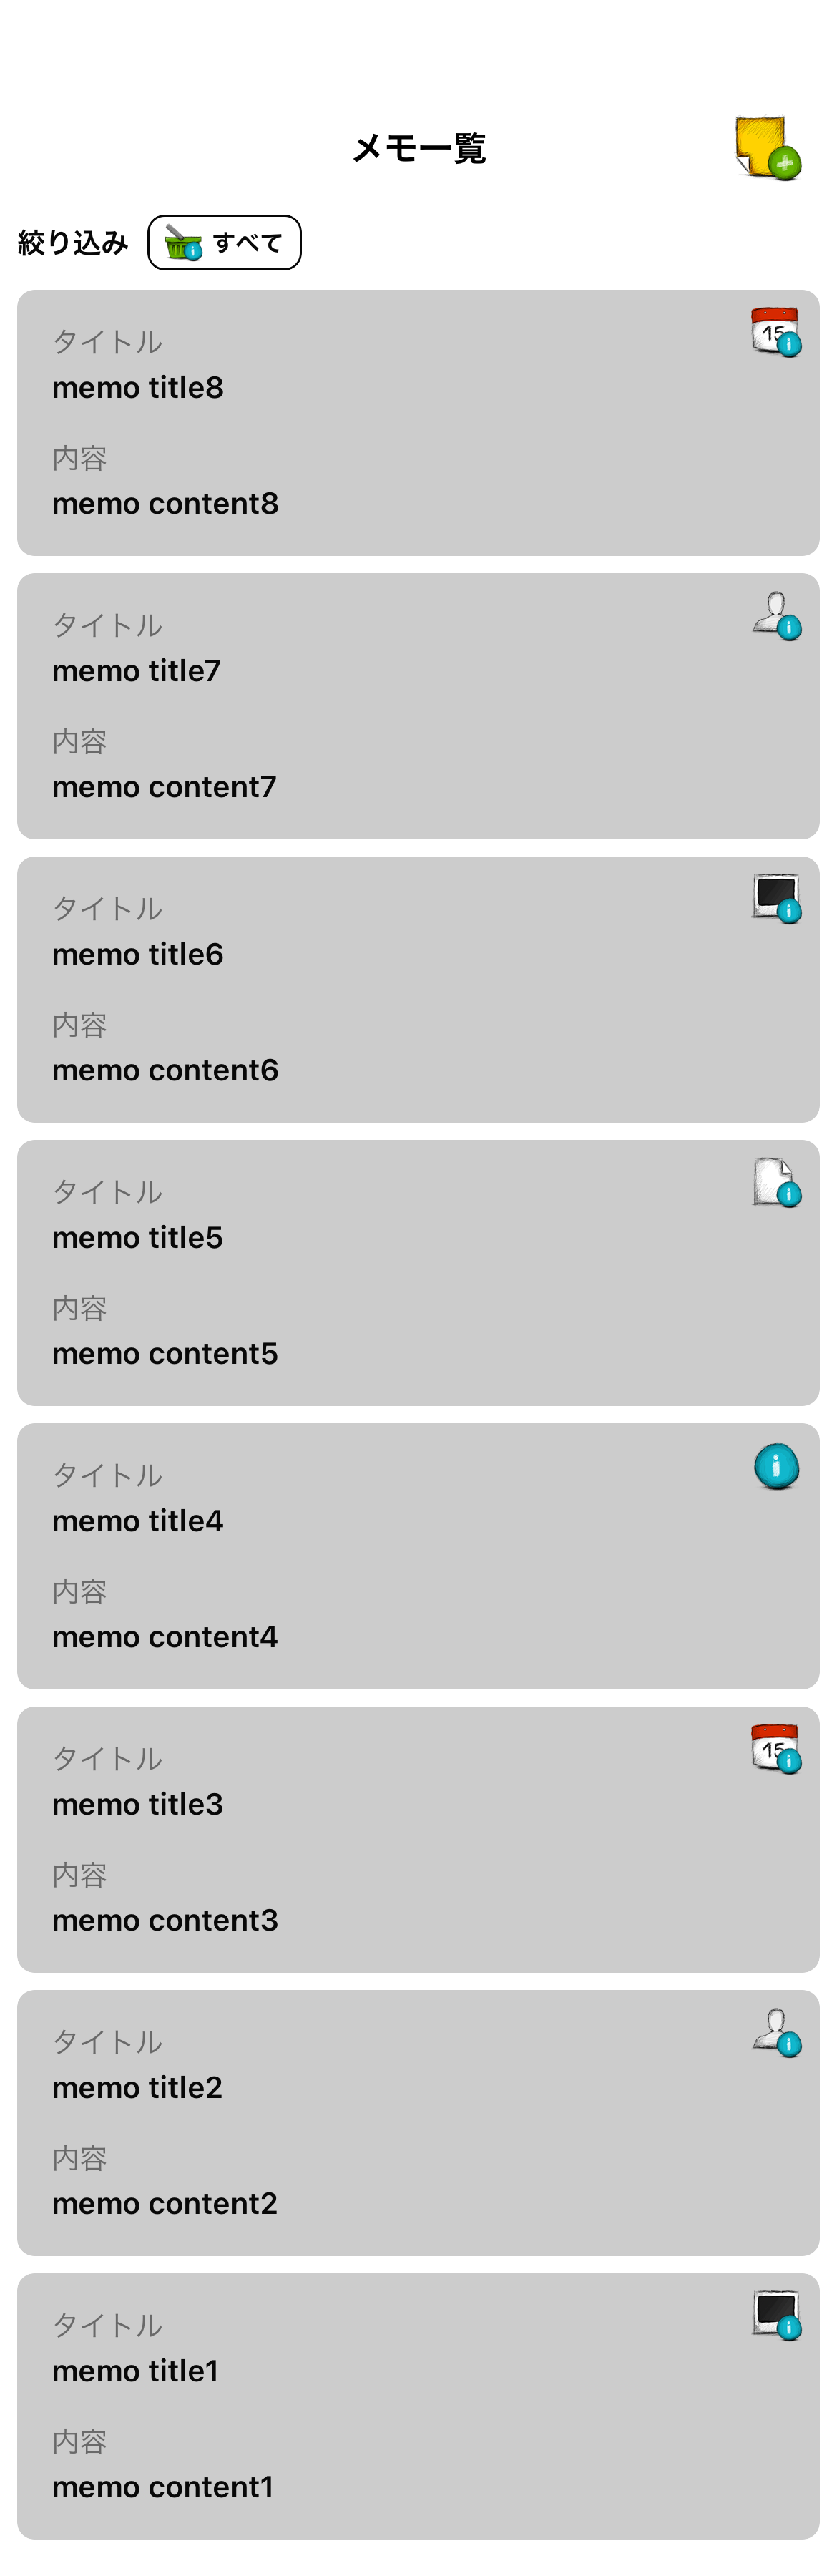 メモ一覧
絞り込み すべて
タイトル
15
memo title8
内容
memo content8
タイトル
memo title7
内容
memo content7
タイトル
memo title6
内容
memo content6
タイトル
memo title5
内容
memo content5
タイトル
memo title4
内容
memo content4
タイトル
15
memo title3
内容
memo content3
タイトル
memo title2
内容
memo content2
タイトル
memo title1
内容
memo content1